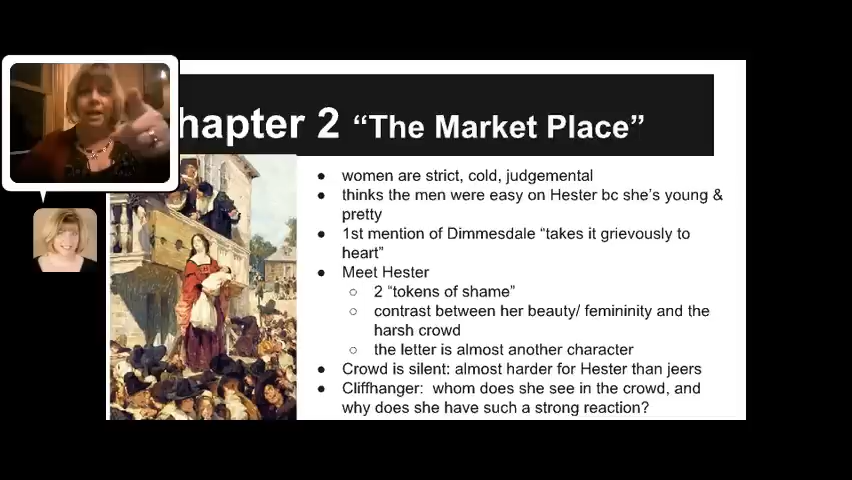 hapter 2 “The Market Place”
● women are strict, cold, judgemental
● thinks the men were easy on Hester bc she’s young &
pretty
● 1st mention of Dimmesdale “takes it grievously to
heart”
● Meet Hester
○ 2 “tokens of shame”
○ contrast between her beauty/ femininity and the
harsh crowd
○ the letter is almost another character
● Crowd is silent: almost harder for Hester than jeers
● Cliffhanger: whom does she see in the crowd, and
why does she have such a strong reaction?